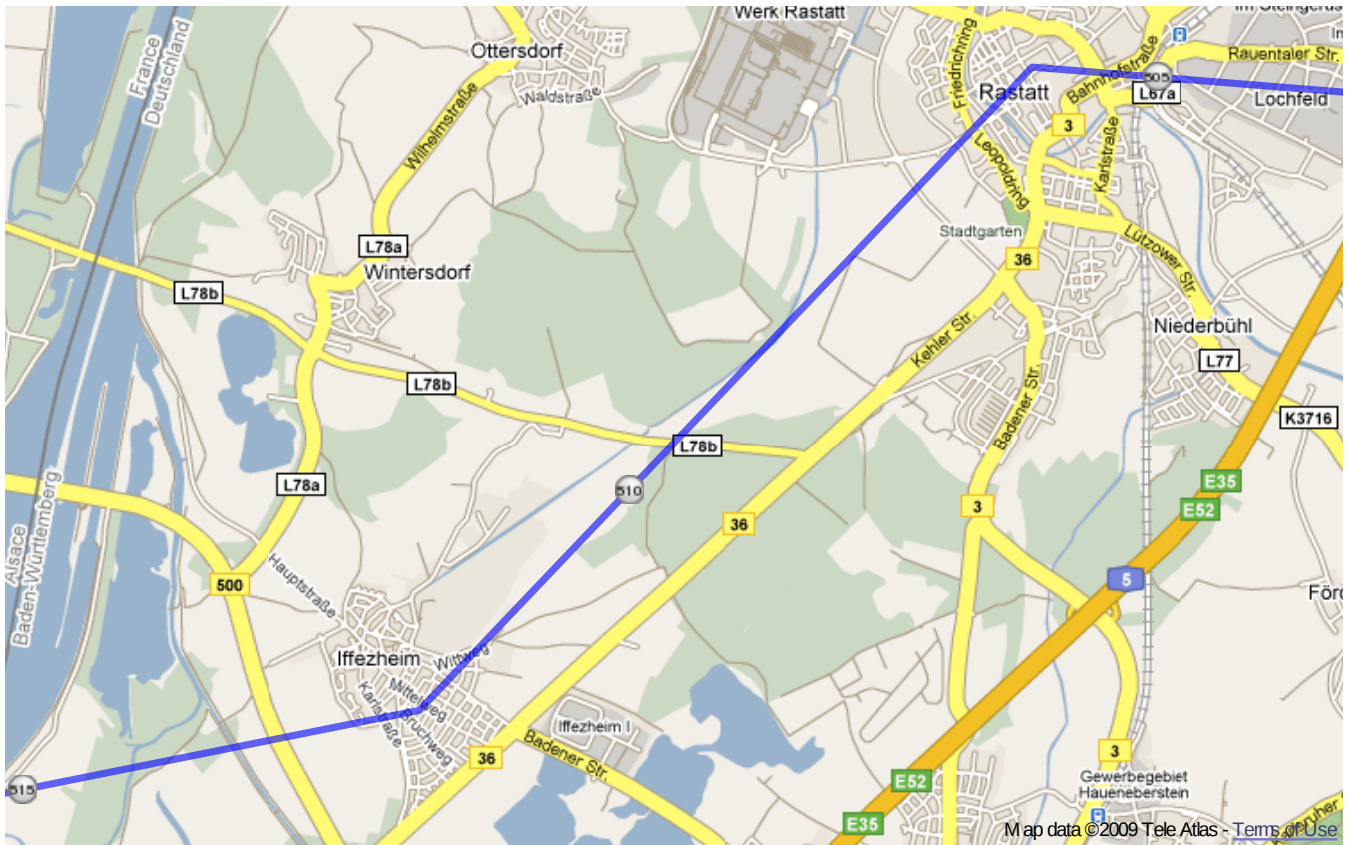 Werk Rastatt
Ottersdorf
France
Deutschland
Waldstraße
Friedrichring
Bahnhofstraße
Rauentaler Str.
505
Rastatt
L67a
Lochfeld
3
Wilhelmstraße
Leopoldring
Karlstraße
Stadtgarten
Lützower Str.
L78a
Wintersdorf
36
L78b
Niederbühl
Kehler Str.
L77
L78b
Badener Str.
K3716
L78b
L78a
510
E35
E52
3
36
Alsace
Baden-Württemberg
500
Hauptstraße
5
Iffezheim
Wittweg
Mittelweg
Karlstraße
Bruchweg
Iffezheim I
36
Badener Str.
3
515
E52
Gewerbegebiet
Haueneberstein
E35
Map data ©2009 Tele Atlas - Terms of Use